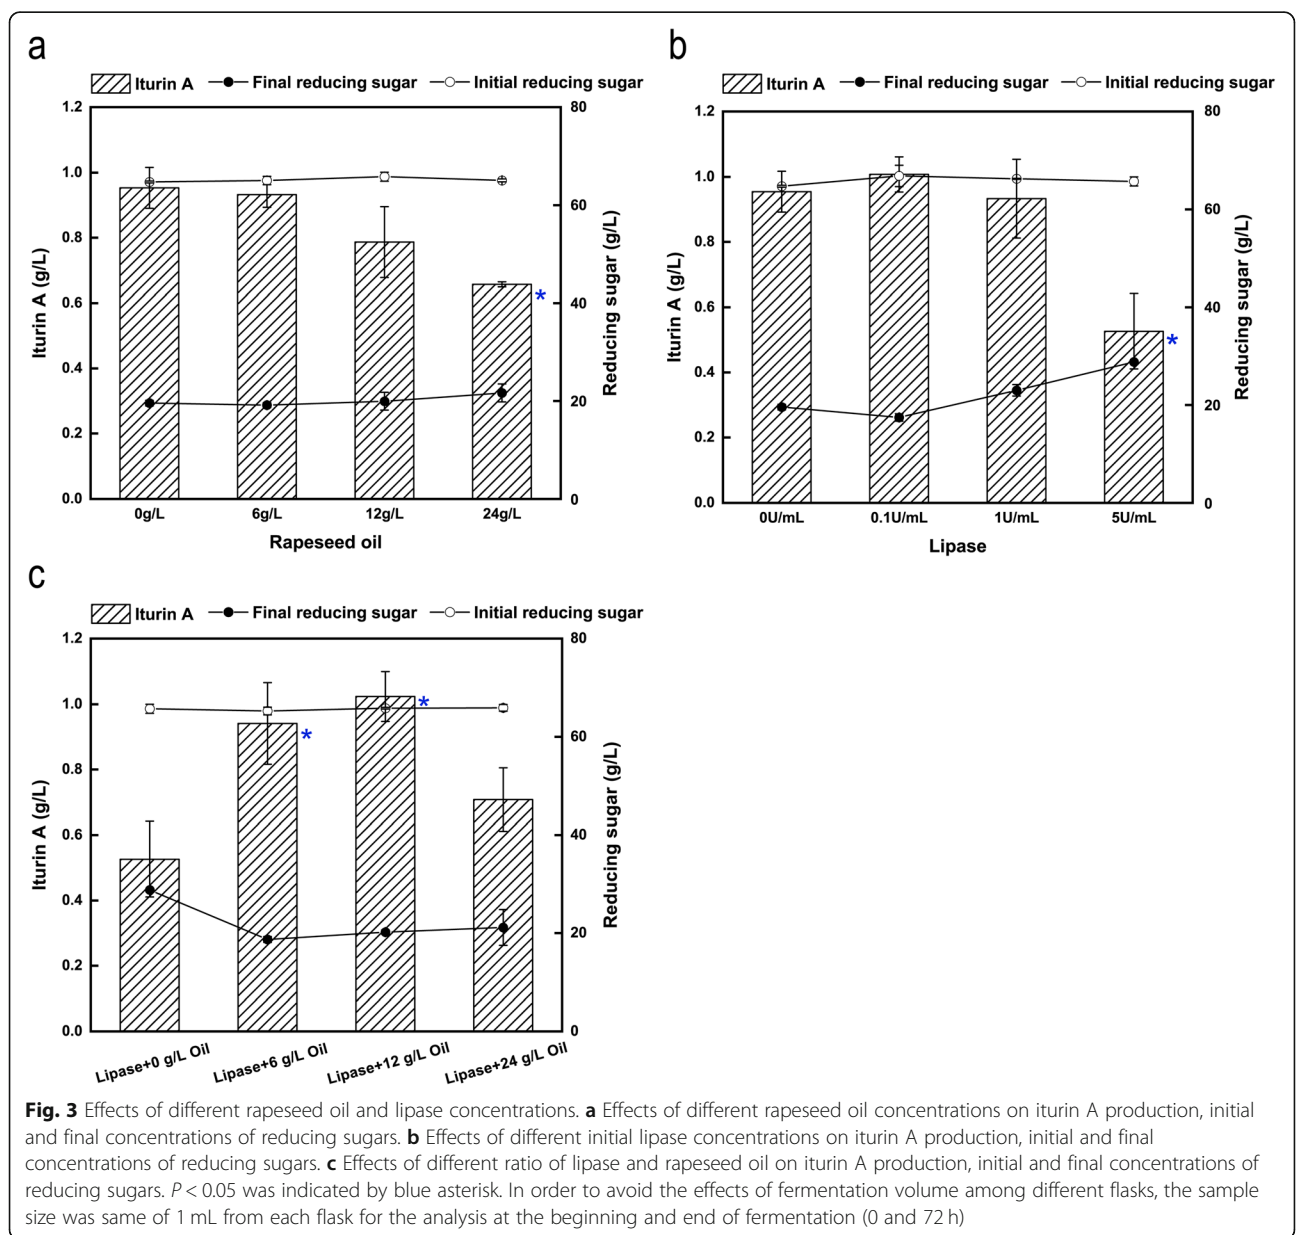 a
Iturin A Final reducing sugar Initial reducing sugar
1.2
1.0
0.8
0.6
0.4
0.2
0.0
Iturin A (g/L)
80
60
40
20
0
Reducing sugar (g/L)
*
0g/L 6g/L 12g/L 24g/L
Rapeseed oil
b
Iturin A Final reducing sugar Initial reducing sugar
1.2
1.0
0.8
0.6
0.4
0.2
0.0
Iturin A (g/L)
80
60
40
20
0
Reducing sugar (g/L)
*
0U/mL 0.1U/mL 1U/mL 5U/mL
Lipase
c
Iturin A Final reducing sugar Initial reducing sugar
1.2
1.0
0.8
0.6
0.4
0.2
0.0
Iturin A (g/L)
80
60
40
20
0
Reducing sugar (g/L)
*
*
Lipase+0 g/L Oil Lipase+6 g/L Oil Lipase+12 g/L Oil Lipase+24 g/L Oil
Fig. 3 Effects of different rapeseed oil and lipase concentrations. a Effects of different rapeseed oil concentrations on iturin A production, initial
and final concentrations of reducing sugars. b Effects of different initial lipase concentrations on iturin A production, initial and final
concentrations of reducing sugars. c Effects of different ratio of lipase and rapeseed oil on iturin A production, initial and final concentrations of
reducing sugars. P < 0.05 was indicated by blue asterisk. In order to avoid the effects of fermentation volume among different flasks, the sample
size was same of 1 mL from each flask for the analysis at the beginning and end of fermentation (0 and 72 h)